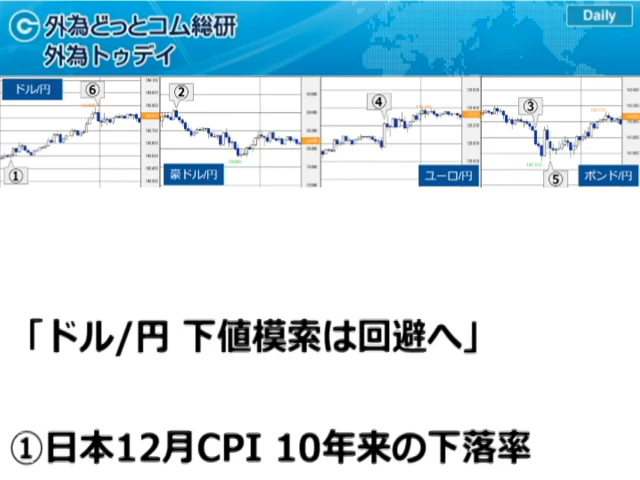 外為どっとコム総研
外為トゥデイ
Daily
ドル/円
⑥
①
②
豪ドル/円
④
ユーロ/円
③
⑤
ポンド/円
「ドル/円 下値模索は回避へ」
①日本12月CPI 10年来の下落率